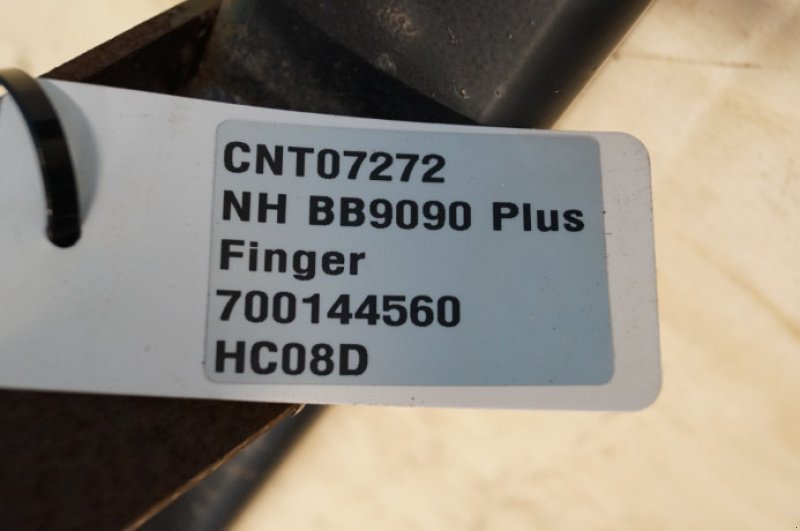 CNT07272
NH BB9090 Plus
Finger
700144560
HC08D